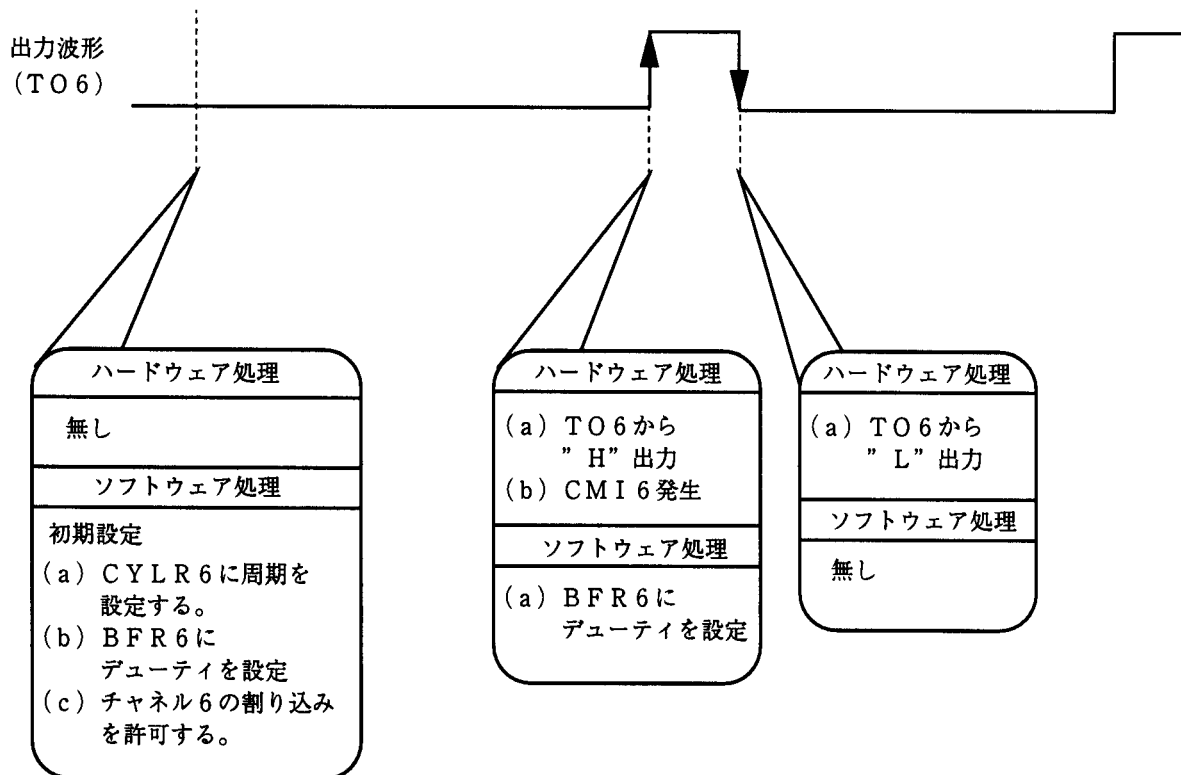 出力波形
(TO6)
ハードウェア処理
無し
ソフトウェア処理
初期設定
(a) CYLR6に周期を
設定する。
(b) BFR6に
デューティを設定
(c) チャネル6の割り込み
を許可する。
ハードウェア処理
(a) TO6から
”H”出力
(b) CMI6発生
ソフトウェア処理
(a) BFR6に
デューティを設定
ハードウェア処理
(a) TO6から
”L”出力
ソフトウェア処理
無し